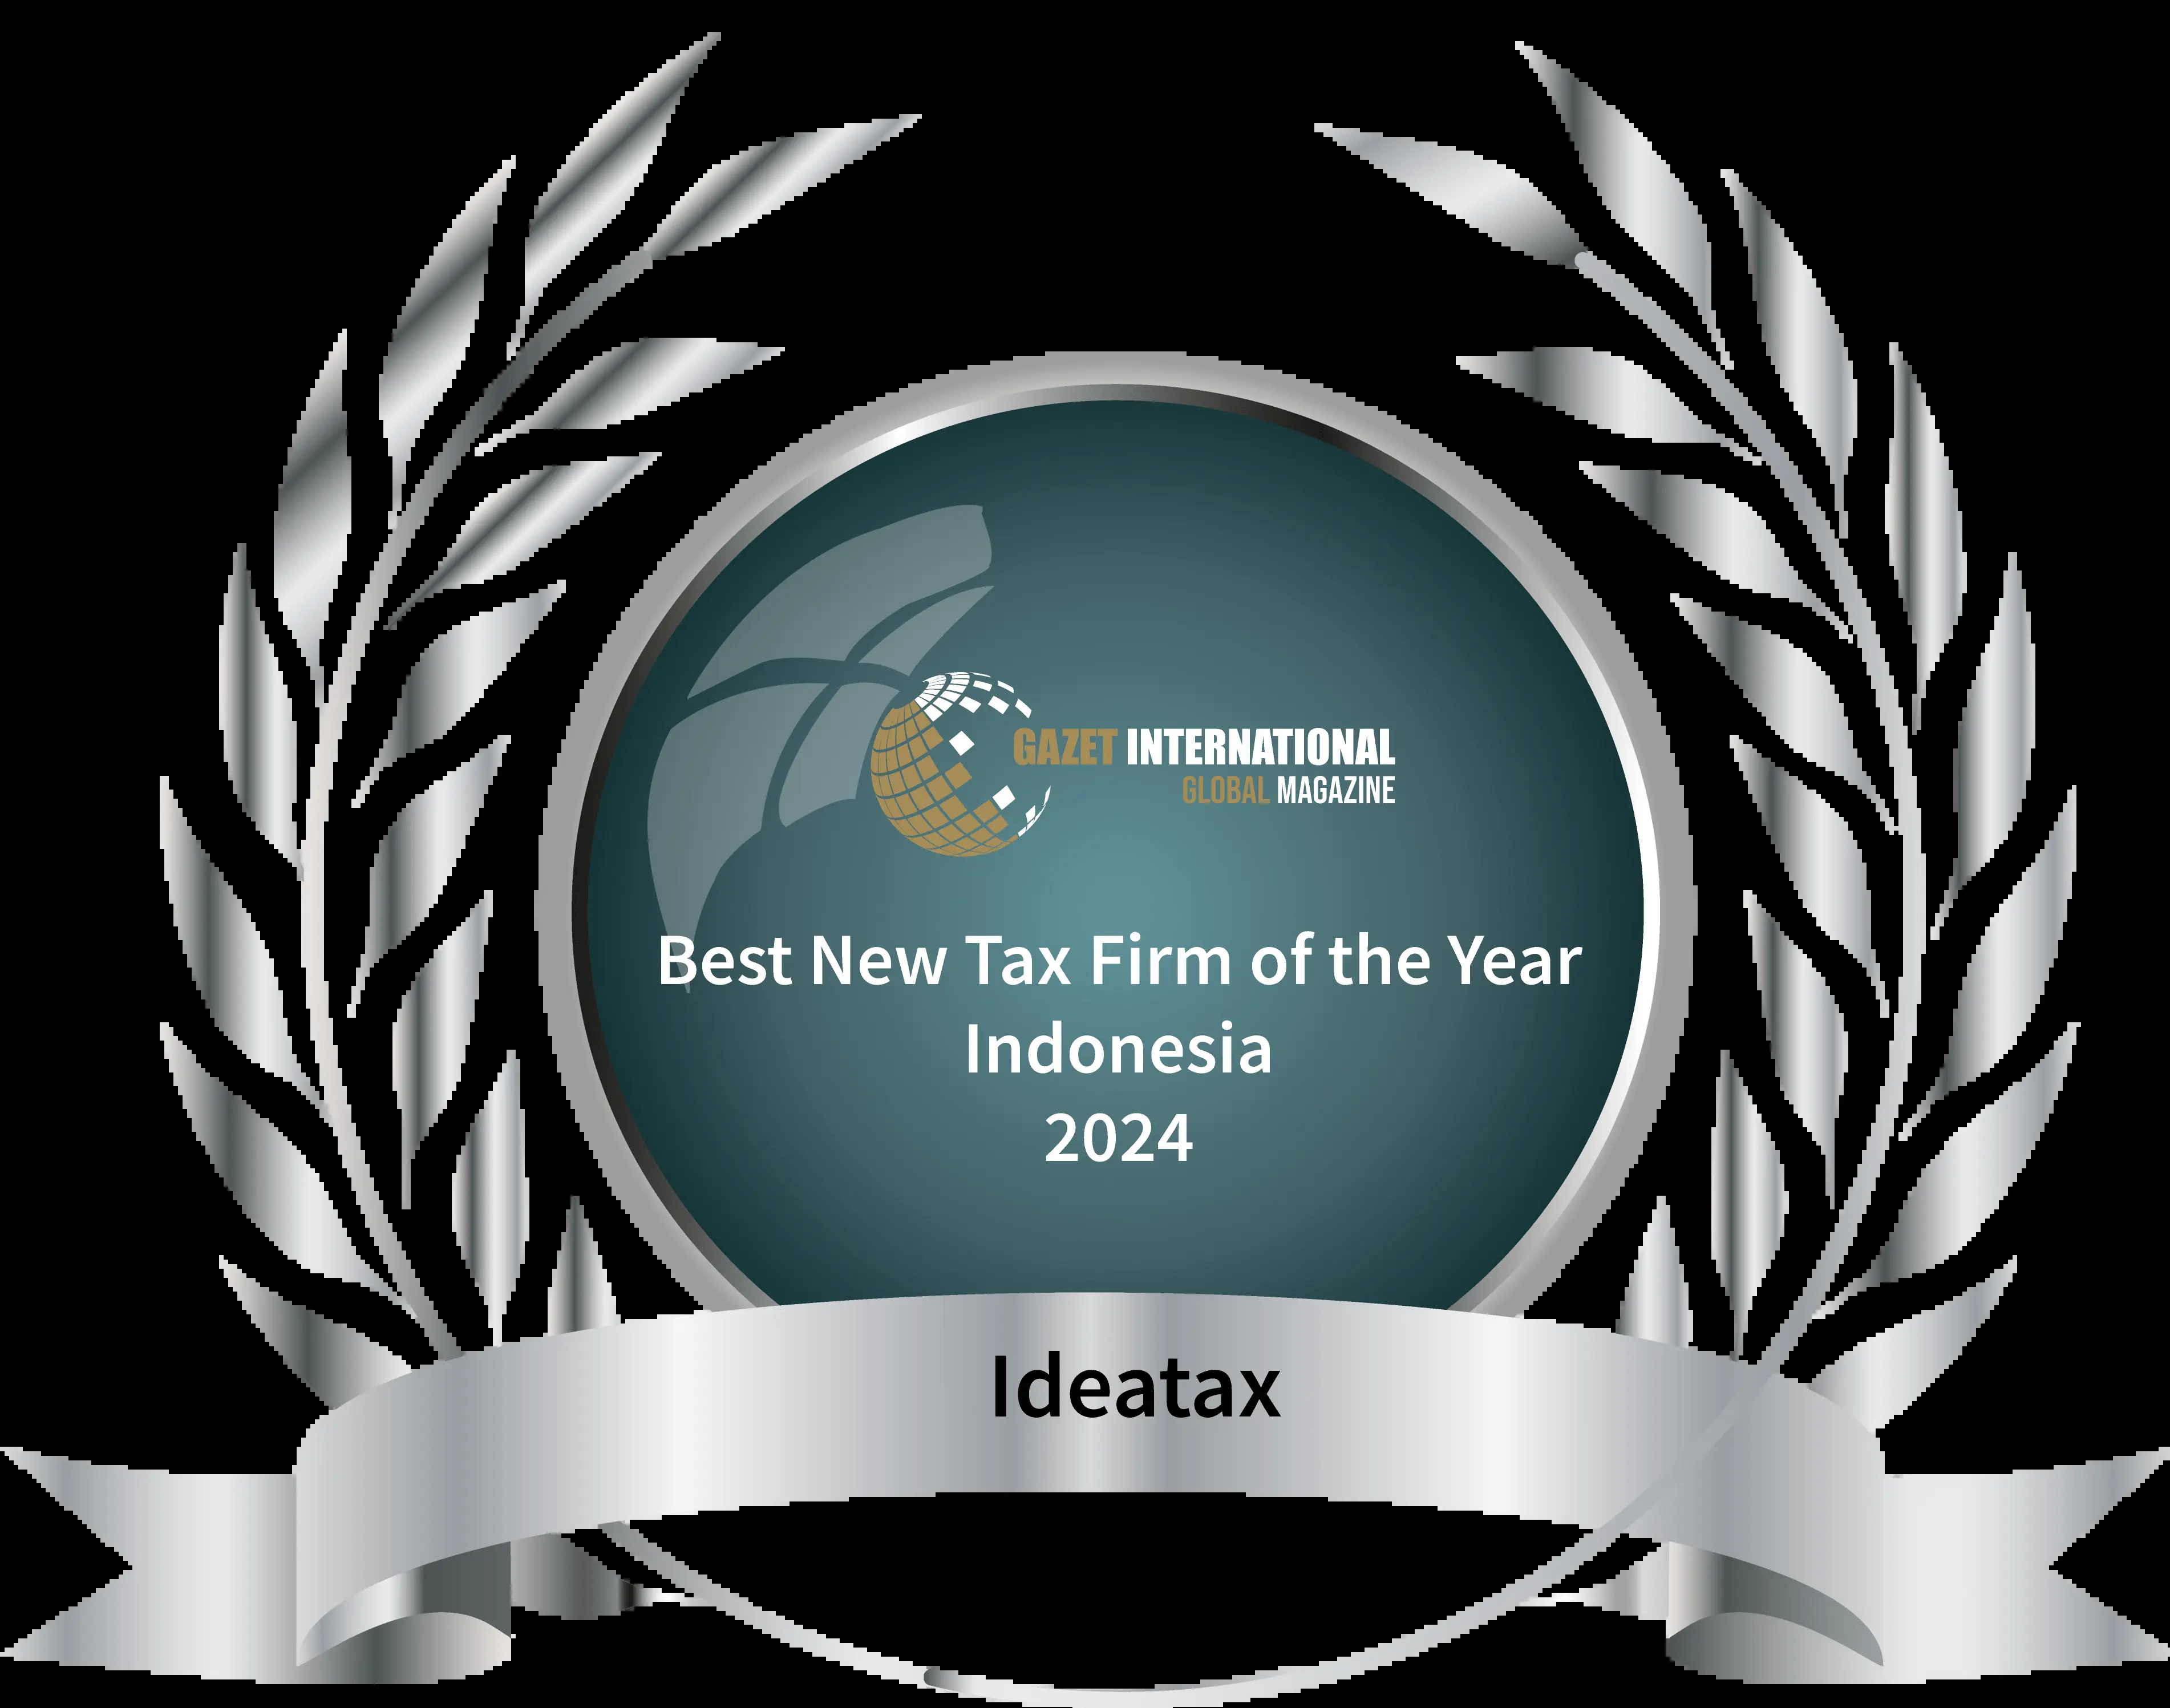 GAZET INTERNATIONAL
GLOBAL MAGAZINE
Best New Tax Firm of the Year
Indonesia
2024
Ideatax